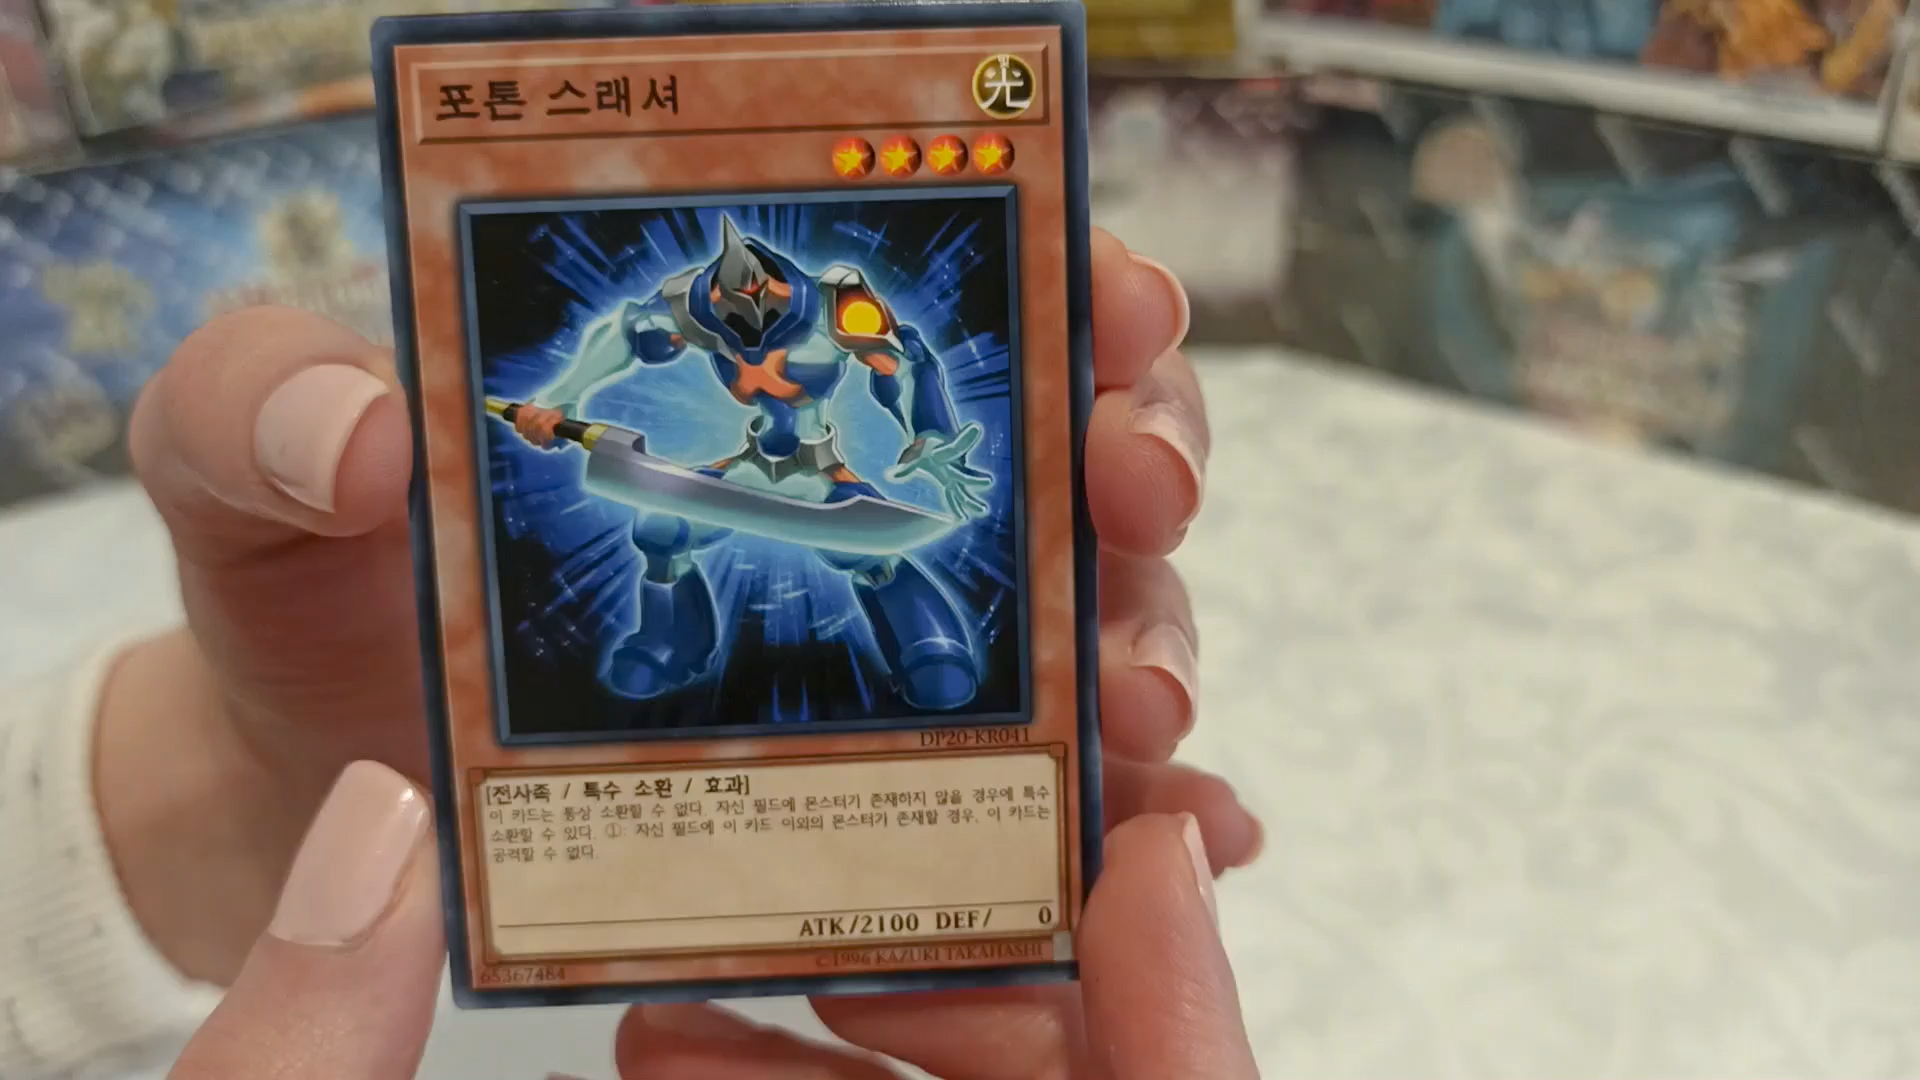 포톤 스래셔
빛
光
DP20-KR041
[전사족 / 특수 소환 / 효과]
이 카드는 통상 소환할 수 없다. 자신 필드에 몬스터가 존재하지 않을 경우에 특수
소환할 수 있다. ①: 자신 필드에 이 카드 이외의 몬스터가 존재할 경우, 이 카드는
공격할 수 없다.
ATK/2100 DEF/ 0
©1996 KAZUKI TAKAHASHI
65367484